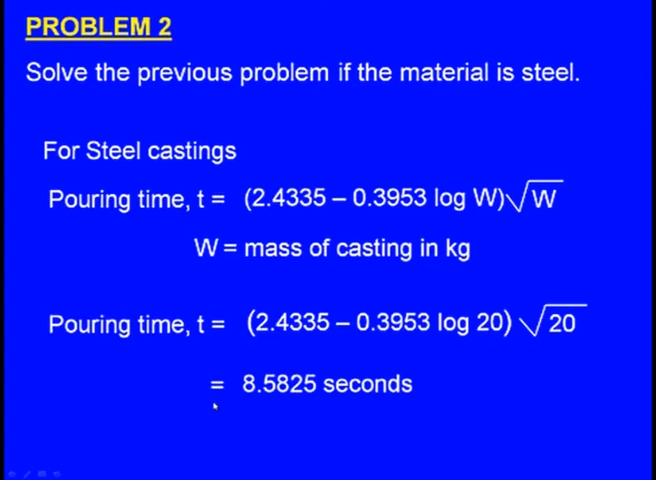 PROBLEM 2
Solve the previous problem if the material is steel.
For Steel castings
Pouring time, t = (2.4335 – 0.3953 log W)√W
W = mass of casting in kg
Pouring time, t = (2.4335 – 0.3953 log 20) √20
= 8.5825 seconds